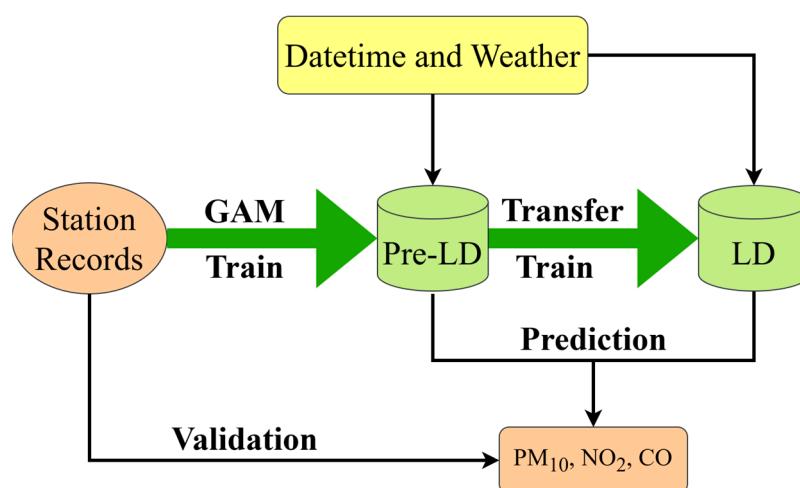 Datetime and Weather
Station
Records
GAM
Train
Pre-LD
Transfer
Train
LD
Prediction
Validation
PM₁₀, NO₂, CO